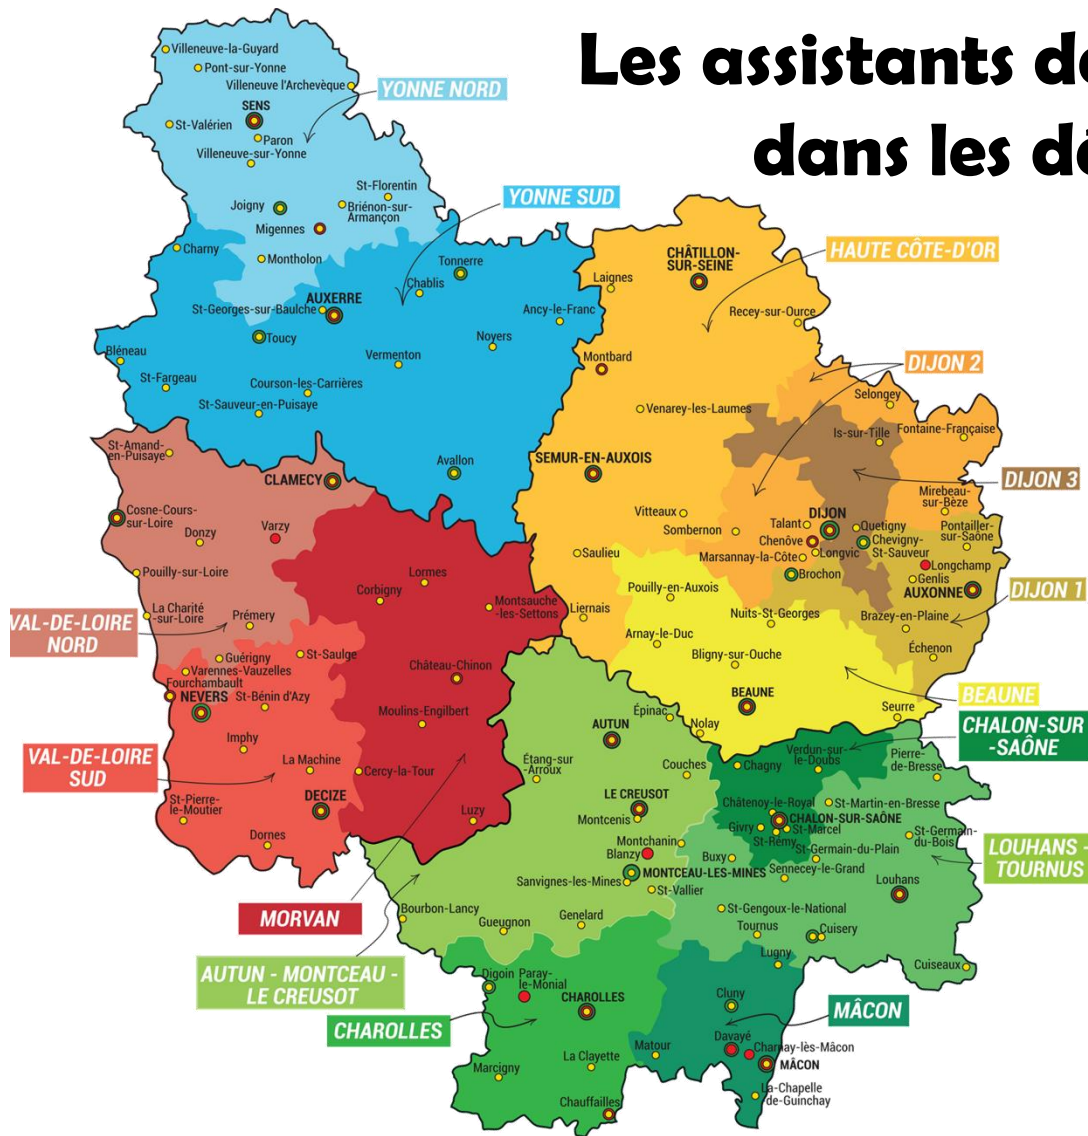 Les assistants d
dans les d
Villeneuve-la-Guyard
Pont-sur-Yonne
Villeneuve l'Archevèque
YONNE NORD
SENS
St-Valérien
Paron
Villeneuve-sur-Yonne
St-Florentin
Joigny
Briénon-sur-
Armançon
Migennes
YONNE SUD
Charny
Montholon
Tonnerre
Chablis
AUXERRE
St-Georges-sur-Baulche
Ancy-le-Franc
Toucy
Noyers
Bléneau
Vermenton
St-Fargeau
Courson-les-Carrières
St-Sauveur-en-Puisaye
Avallon
HAUTE CÔTE-D'OR
CHÂTILLON-
SUR-SEINE
Laignes
Recey-sur-Ource
Montbard
DIJON 2
Selongey
Venarey-les-Laumes
Is-sur-Tille
Fontaine-Française
SEMUR-EN-AUXOIS
DIJON 3
Mirebeau-
sur-Bèze
Vitteaux
Sombernon
DIJON
Talant
Chenôve
Quetigny
Chevigny-
St-Sauveur
Pontailler-
sur-Saône
Marsannay-la-Côte
Longvic
Longchamp
Saulieu
Brochon
Genlis
AUXONNE
DIJON 1
Pouilly-en-Auxois
Liernais
Nuits-St-Georges
Brazey-en-Plaine
Arnay-le-Duc
Bligny-sur-Ouche
Échenon
BEAUNE
BEAUNE
Seurre
Nolay
St-Amand-
en-Puisaye
CLAMECY
Cosne-Cours-
sur-Loire
Varzy
Donzy
Pouilly-sur-Loire
Lormes
Corbigny
Montsauche
-les-Settons
La Charité
-sur-Loire
Prémery
VAL-DE-LOIRE
NORD
Guérigny
St-Saulge
Varennes-Vauzelles
Fourchambault
NEVERS
St-Bénin d'Azy
Château-Chinon
Moulins-Engilbert
Imphy
VAL-DE-LOIRE
SUD
La Machine
Cercy-la-Tour
DECIZE
St-Pierre-
le-Moutier
Luzy
Dornes
MORVAN
Épinac
AUTUN
Étang-sur
-Arroux
Couches
LE CREUSOT
Montcenis
Montchanin
Blanzy
MONTCEAU-LES-MINES
Sanvignes-les-Mines
St-Vallier
Bourbon-Lancy
Gueugnon
Genelard
AUTUN - MONTCEAU -
LE CREUSOT
CHALON-SUR
-SAÔNE
Verdun-sur-
le-Doubs
Chagny
Pierre-
de-Bresse
Châtenoy-le-Royal
St-Martin-en-Bresse
CHALON-SUR-SAÔNE
Givry
St-Marcel
St-Rémy
St-Germain-
du-Bois
Buxy
St-Germain-du-Plain
Sennecey-le-Grand
LOUHANS -
TOURNUS
Louhans
St-Gengoux-le-National
Tournus
Cuisery
Lugny
Cuiseaux
Digoin
Paray-
le-Monial
CHAROLLES
CHAROLLES
Cluny
MÂCON
Davayé
Charnay-lès-Mâcon
Matour
MÂCON
La Clayette
Marcigny
La-Chapelle
de-Guinchay
Chauffailles